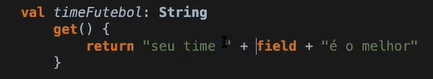 val timeFutebol: String
get() {
return "seu time " + field + "é o melhor"
}